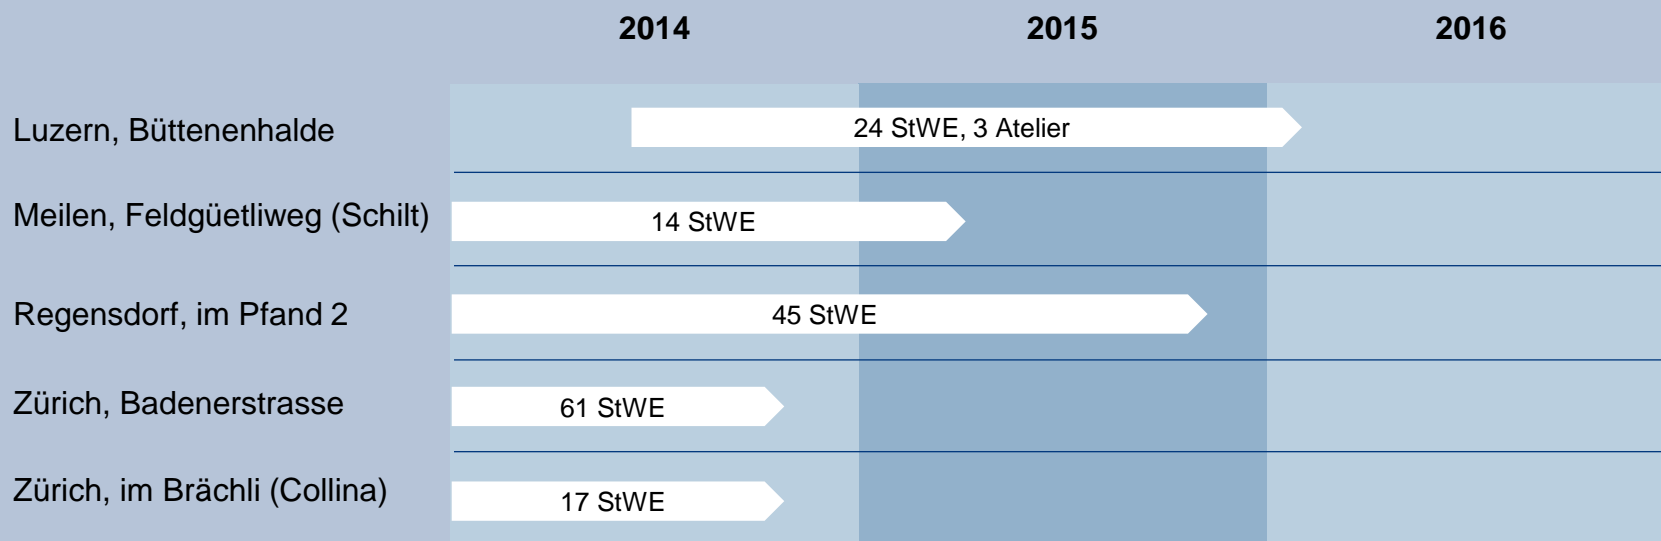 2014 2015 2016
Luzern, Büttenenhalde 24 StWE, 3 Atelier
Meilen, Feldgüetliweg (Schilt) 14 StWE
Regensdorf, im Pfand 2 45 StWE
Zürich, Badenerstrasse 61 StWE
Zürich, im Brächli (Collina) 17 StWE